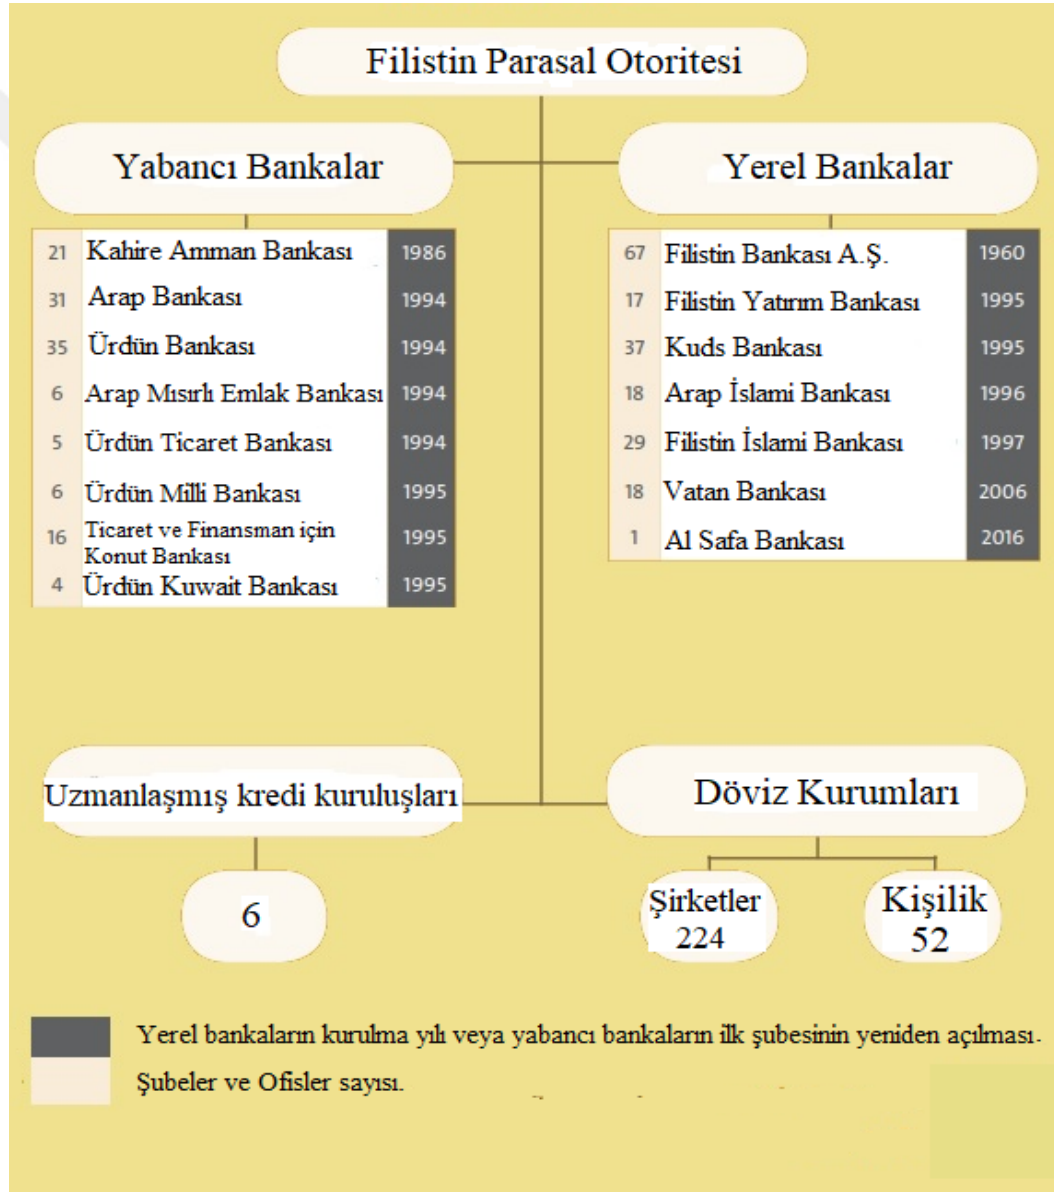 Filistin Parasal Otoritesi
Yabancı Bankalar
21 Kahire Amman Bankası 1986
31 Arap Bankası 1994
35 Ürdün Bankası 1994
6 Arap Mısırlı Emlak Bankası 1994
5 Ürdün Ticaret Bankası 1994
6 Ürdün Milli Bankası 1995
16 Ticaret ve Finansman için
Konut Bankası 1995
4 Ürdün Kuwait Bankası 1995
Yerel Bankalar
67 Filistin Bankası A.Ş. 1960
17 Filistin Yatırım Bankası 1995
37 Kuds Bankası 1995
18 Arap İslami Bankası 1996
29 Filistin İslami Bankası 1997
18 Vatan Bankası 2006
1 Al Safa Bankası 2016
Uzmanlaşmış kredi kuruluşları
6
Döviz Kurumları
Şirketler
224
Kişilik
52
Yerel bankaların kurulma yılı veya yabancı bankaların ilk şubesinin yeniden açılması.
Şubeler ve Ofisler sayısı.